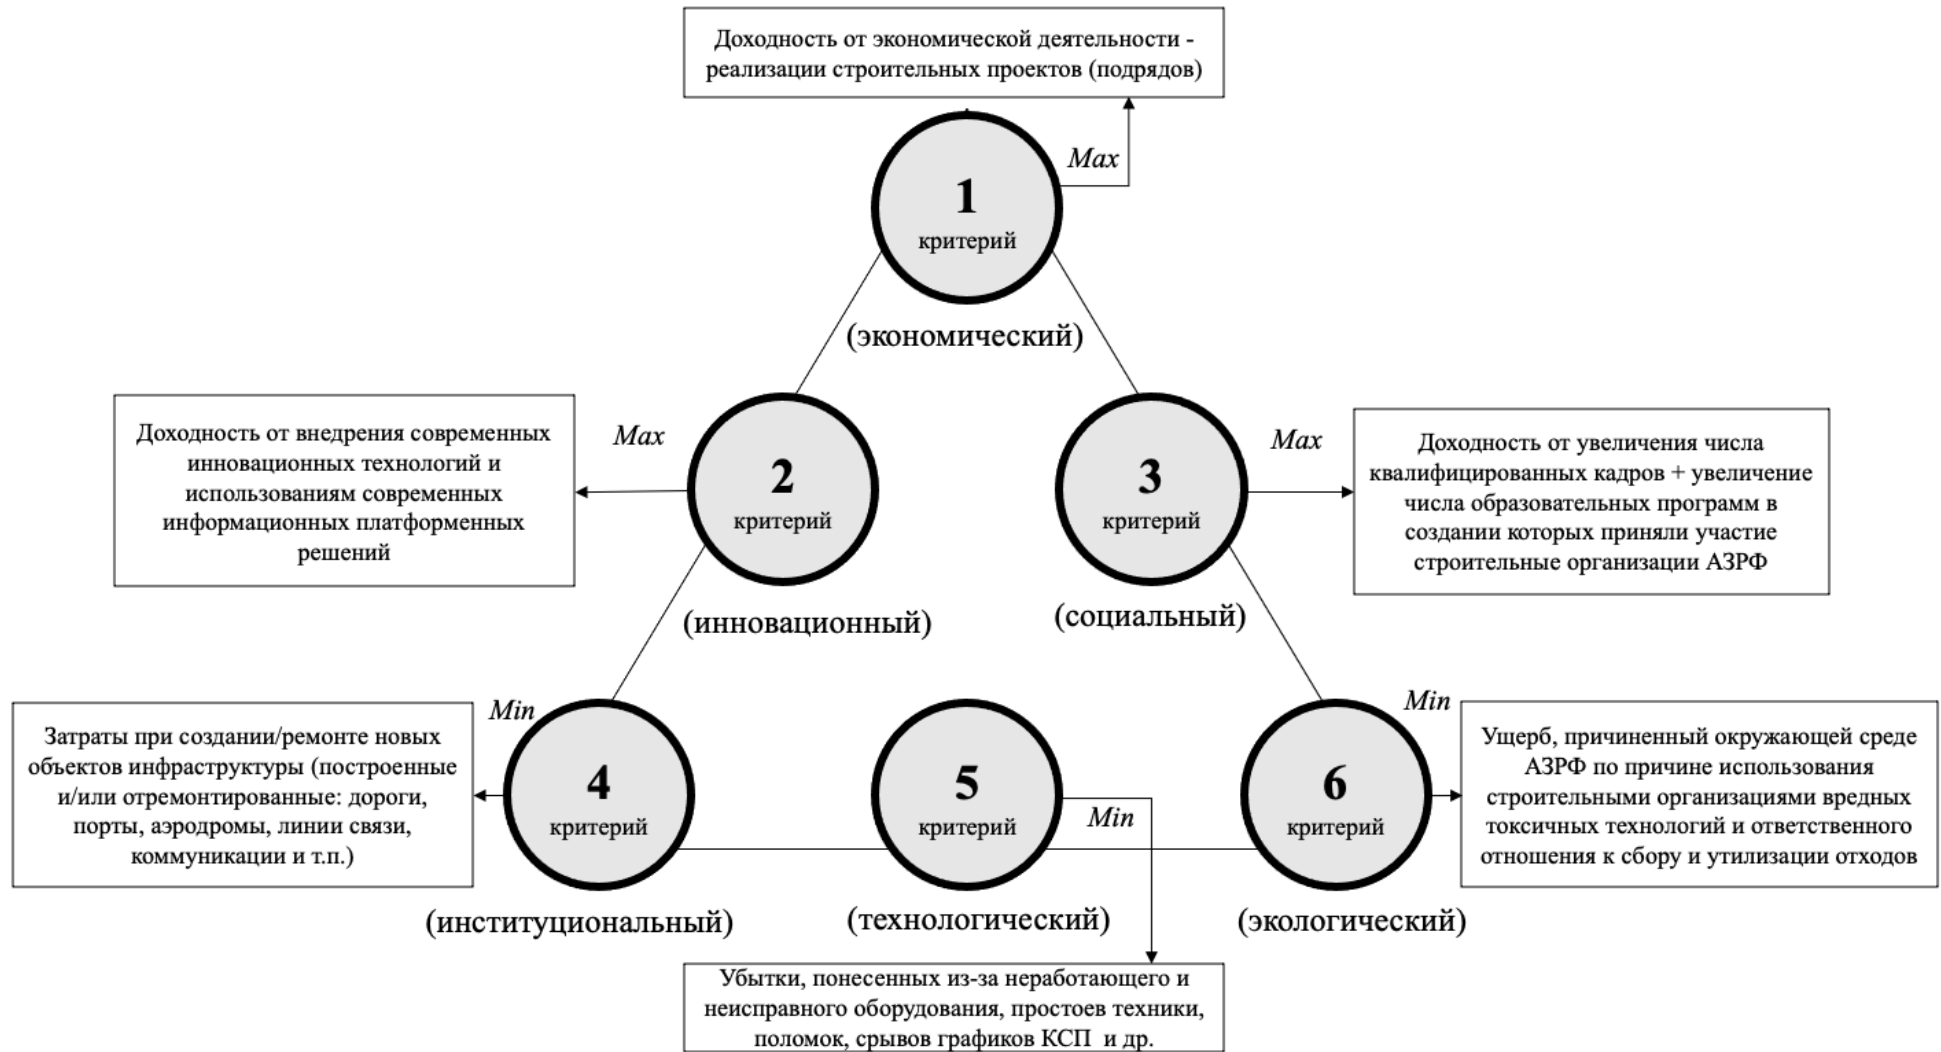 Доходность от экономической деятельности -
реализации строительных проектов (подрядов)
Max
1
критерий
(экономический)
Доходность от внедрения современных
инновационных технологий и
использованиям современных
информационных платформенных
решений
Max
2
критерий
(инновационный)
3
критерий
(социальный)
Max
Доходность от увеличения числа
квалифицированных кадров + увеличение
числа образовательных программ в
создании которых приняли участие
строительные организации АЗРФ
Затраты при создании/ремонте новых
объектов инфраструктуры (построенные
и/или отремонтированные: дороги,
порты, аэродромы, линии связи,
коммуникации и т.п.)
Min
4
критерий
(институциональный)
5
критерий
(технологический)
Min
6
критерий
(экологический)
Min
Ущерб, причиненный окружающей среде
АЗРФ по причине использования
строительными организациями вредных
токсичных технологий и ответственного
отношения к сбору и утилизации отходов
Убытки, понесенных из-за неработающего и
неисправного оборудования, простоев техники,
поломок, срывов графиков КСП и др.